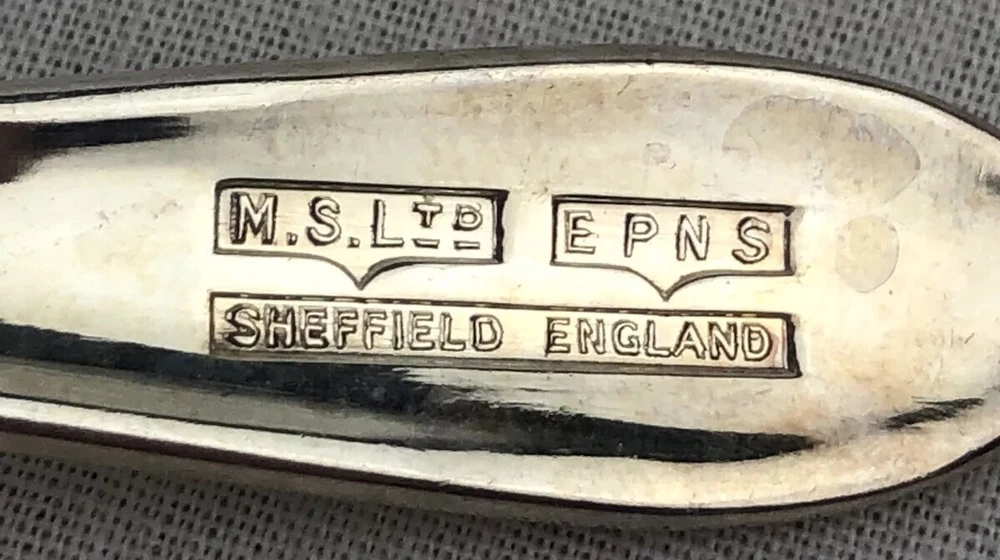 M.S.LTD EPNS
SHEFFIELD ENGLAND